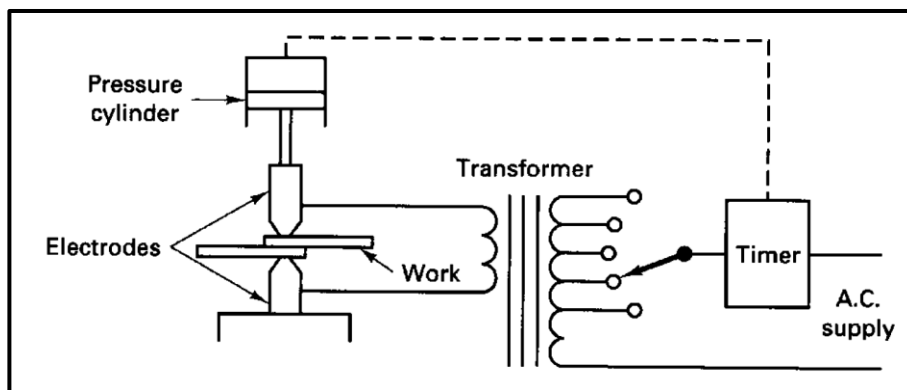 Pressure
cylinder
Transformer
Electrodes
Work
Timer
A.C.
supply